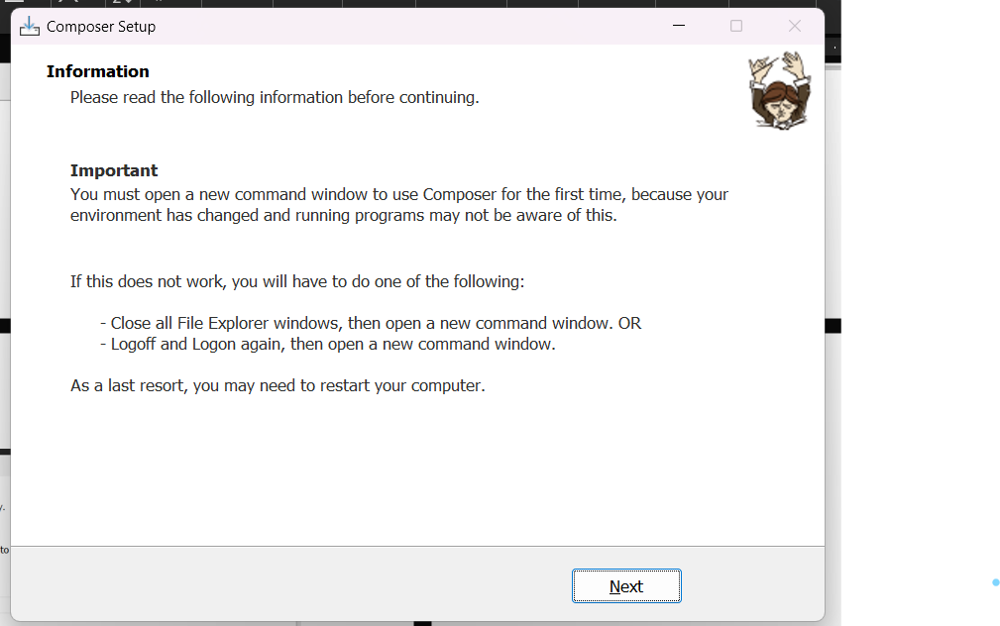 Composer Setup
Information
Please read the following information before continuing.
Important
You must open a new command window to use Composer for the first time, because your
environment has changed and running programs may not be aware of this.
If this does not work, you will have to do one of the following:
- Close all File Explorer windows, then open a new command window. OR
- Logoff and Logon again, then open a new command window.
As a last resort, you may need to restart your computer.
to
Next